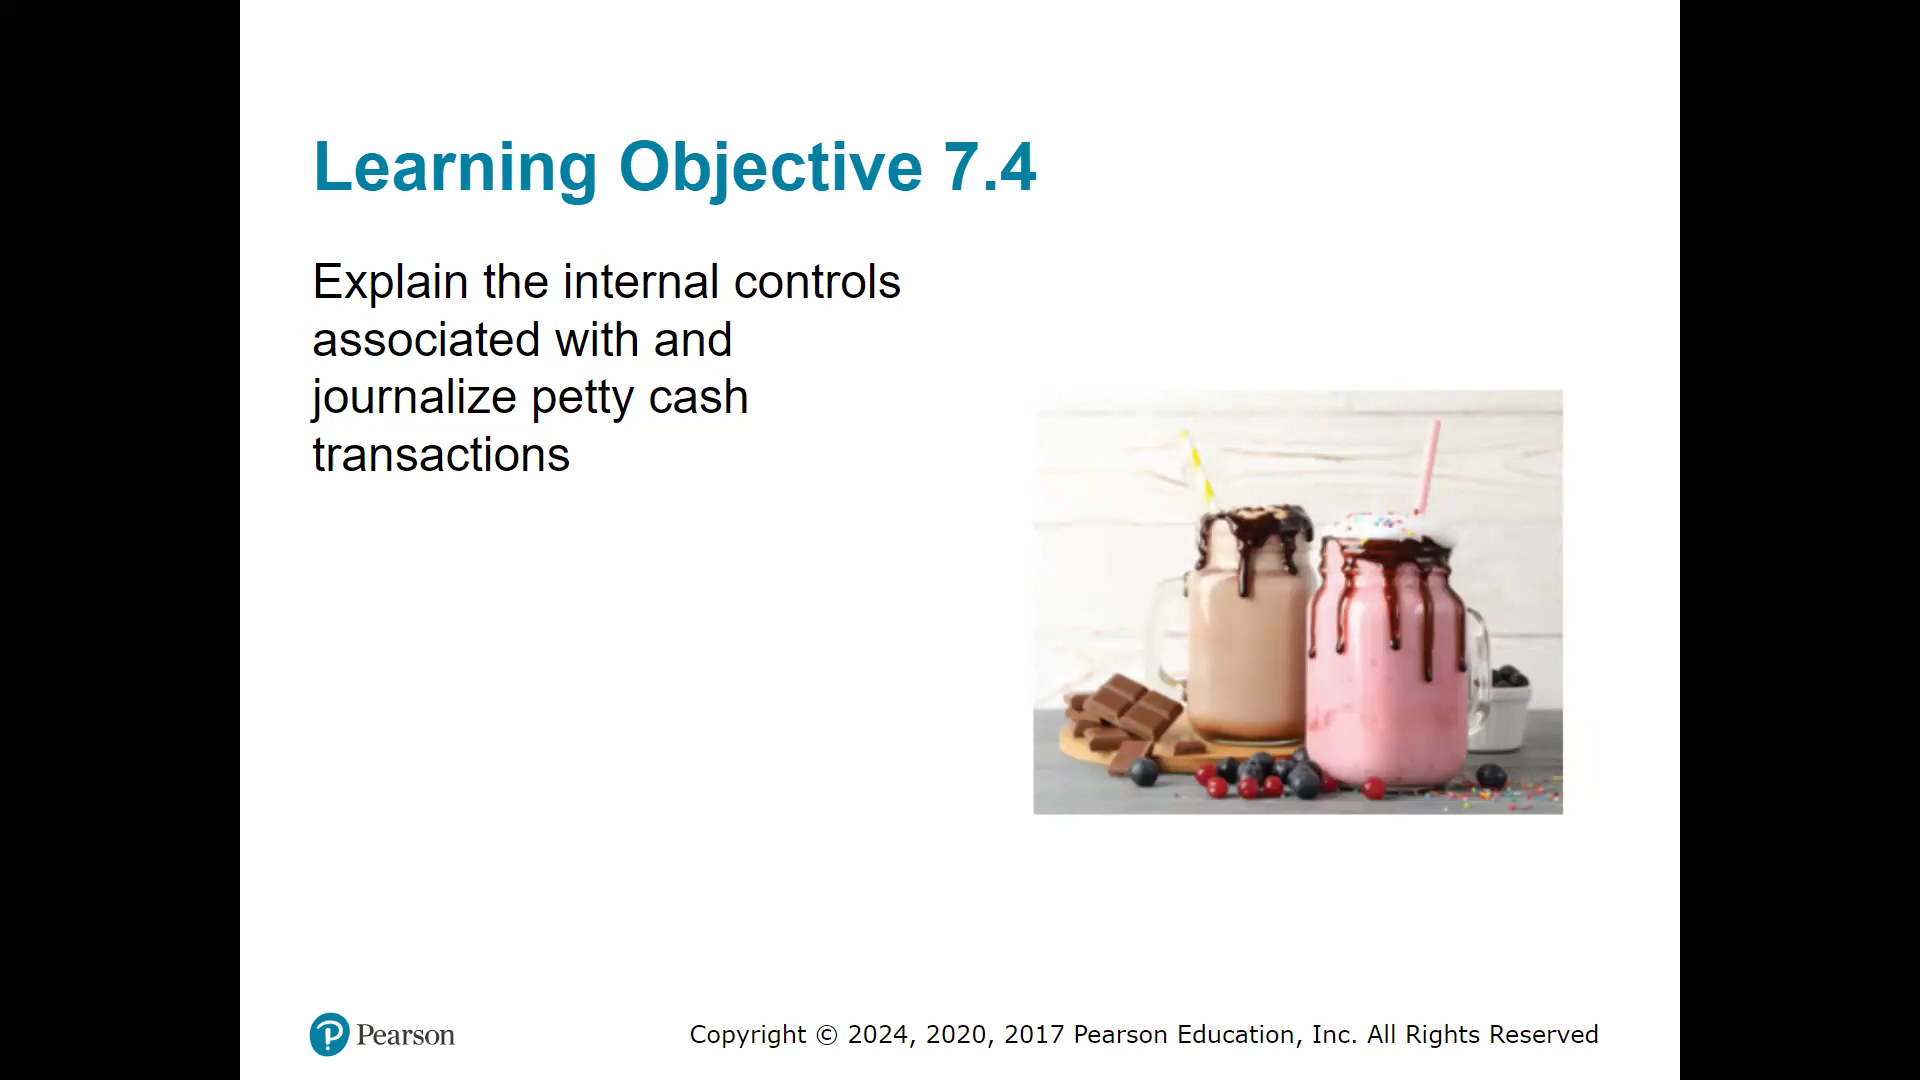 Learning Objective 7.4
Explain the internal controls
associated with and
journalize petty cash
transactions
Pearson
Copyright © 2024, 2020, 2017 Pearson Education, Inc. All Rights Reserved